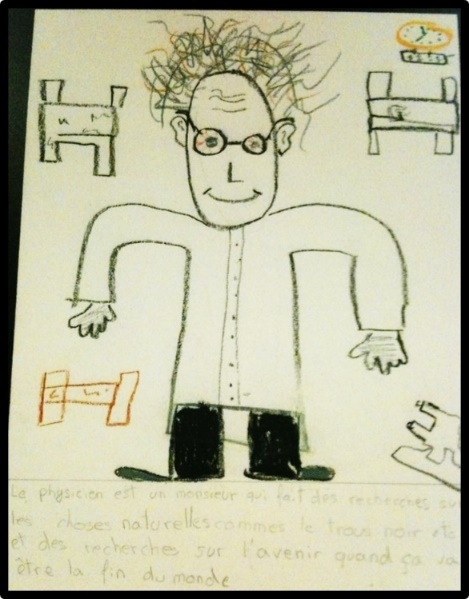 La physicien est un monsieur qui fait des recherches su
les choses naturelles commes le trous noir etc
et des recherches sur l'avenir quand ça va
être la fin du monde